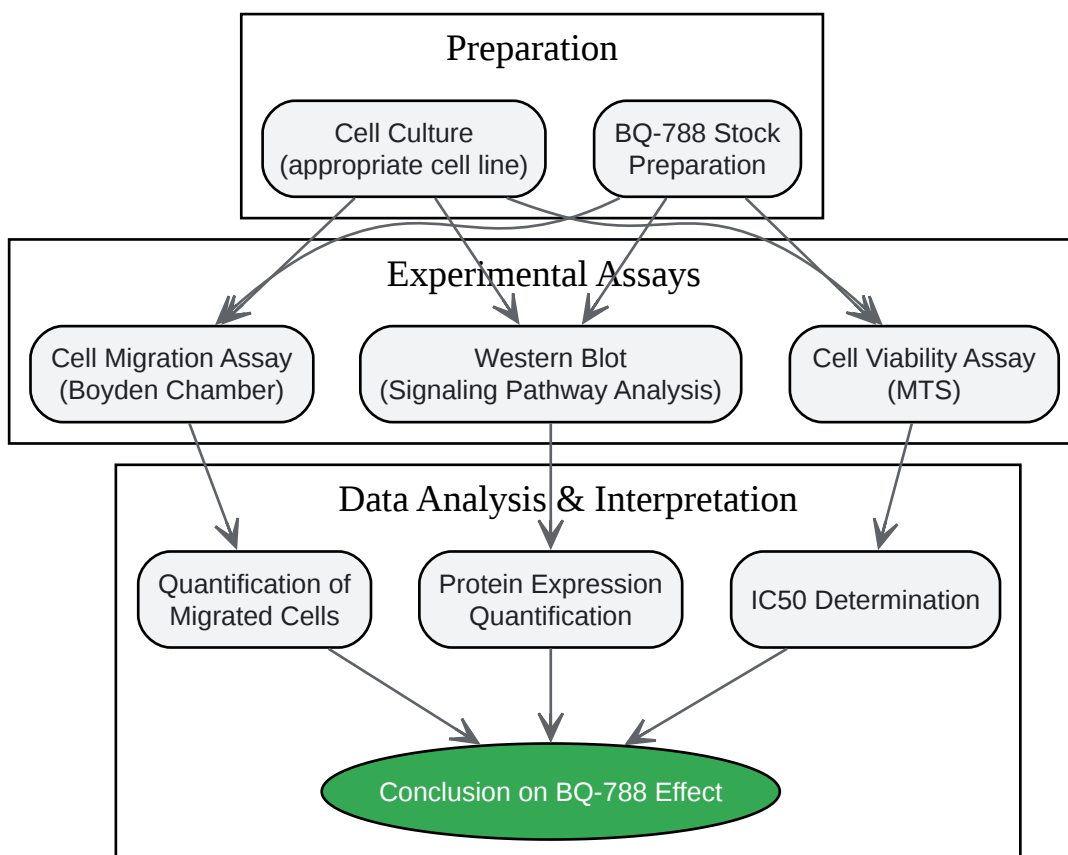 Preparation
Cell Culture
(appropriate cell line)
BQ-788 Stock
Preparation
Experimental Assays
Cell Migration Assay
(Boyden Chamber)
Western Blot
(Signaling Pathway Analysis)
Cell Viability Assay
(MTS)
Data Analysis & Interpretation
Quantification of
Migrated Cells
Protein Expression
Quantification
IC50 Determination
Conclusion on BQ-788 Effect